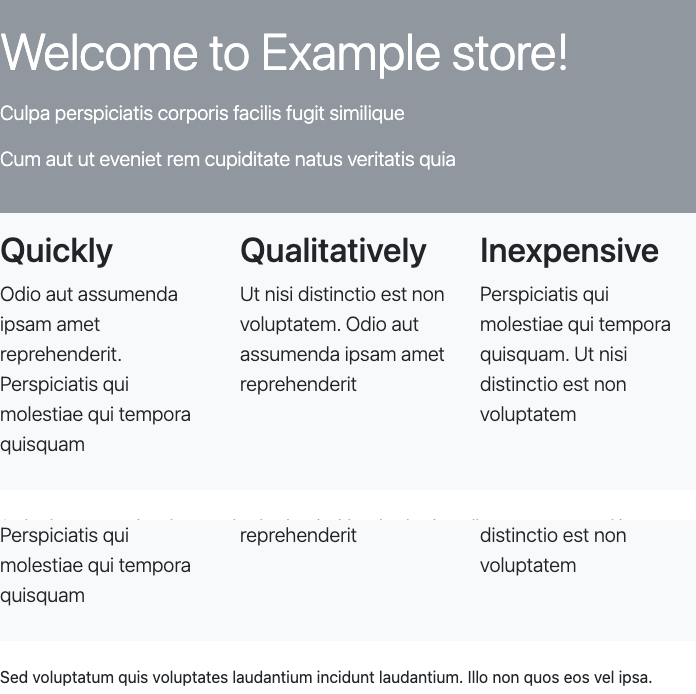 Welcome to Example store!
Culpa perspiciatis corporis facilis fugit similique
Cum aut ut eveniet rem cupiditate natus veritatis quia
Quickly
Odio aut assumenda
ipsam amet
reprehenderit.
Perspiciatis qui
molestiae qui tempora
quisquam
Qualitatively
Ut nisi distinctio est non
voluptatem. Odio aut
assumenda ipsam amet
reprehenderit
Inexpensive
Perspiciatis qui
molestiae qui tempora
quisquam. Ut nisi
distinctio est non
voluptatem
Perspiciatis qui
molestiae qui tempora
quisquam
reprehenderit
distinctio est non
voluptatem
Sed voluptatum quis voluptates laudantium incidunt laudantium. Illo non quos eos vel ipsa.